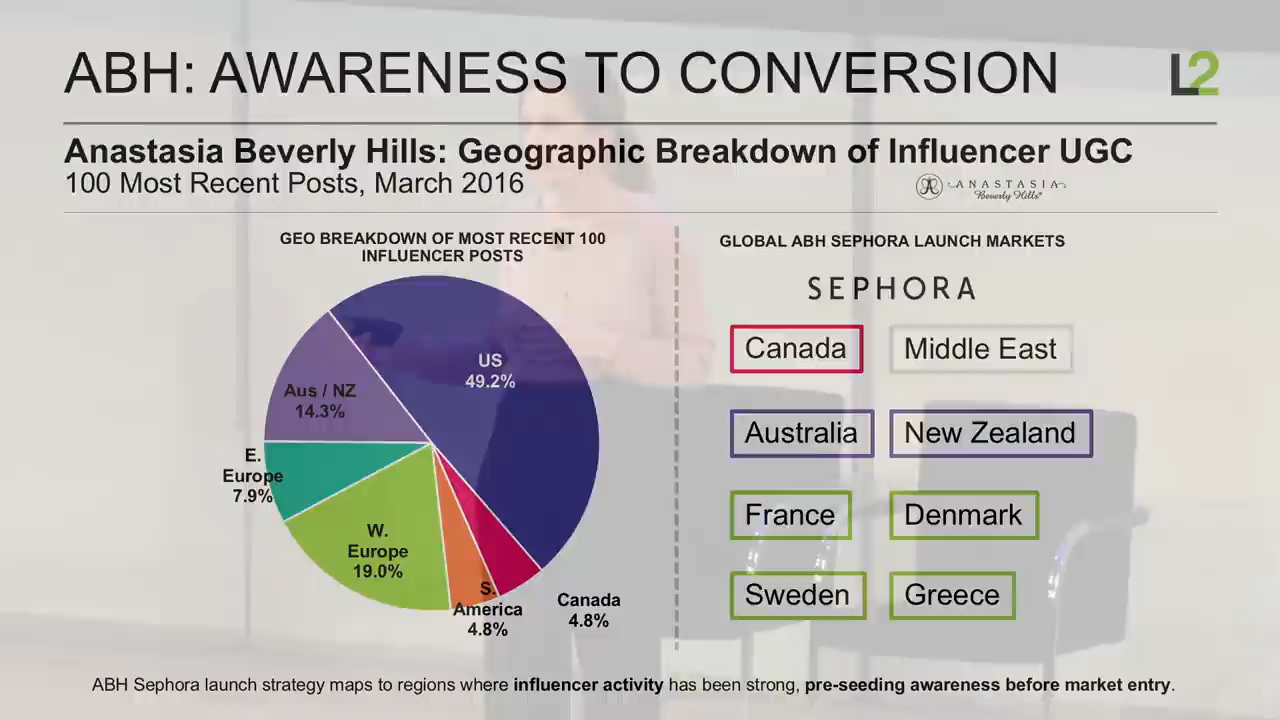 ABH: AWARENESS TO CONVERSION
L2
Anastasia Beverly Hills: Geographic Breakdown of Influencer UGC
100 Most Recent Posts, March 2016
ANASTASIA
Beverly Hills
GEO BREAKDOWN OF MOST RECENT 100
INFLUENCER POSTS
US
49.2%
Aus / NZ
14.3%
E.
Europe
7.9%
W.
Europe
19.0%
S.
America
4.8%
Canada
4.8%
GLOBAL ABH SEPHORA LAUNCH MARKETS
SEPHORA
Canada
Middle East
Australia
New Zealand
France
Denmark
Sweden
Greece
ABH Sephora launch strategy maps to regions where influencer activity has been strong, pre-seeding awareness before market entry.